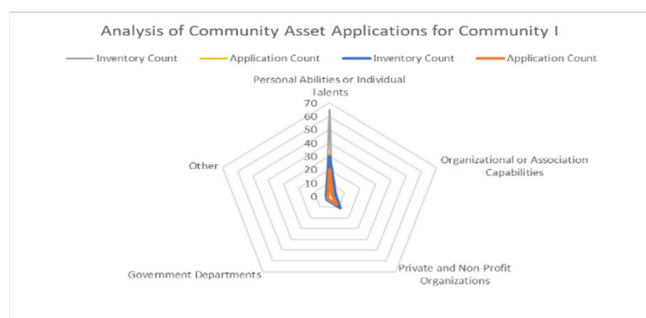 Analysis of Community Asset Applications for Community I
Inventory Count Application Count Inventory Count Application Count
Personal Abilities or Individual
Talents
70
60
50
40
30
20
10
0
Organizational or Association
Capabilities
Private and Non-Profit
Organizations
Government Departments
Other